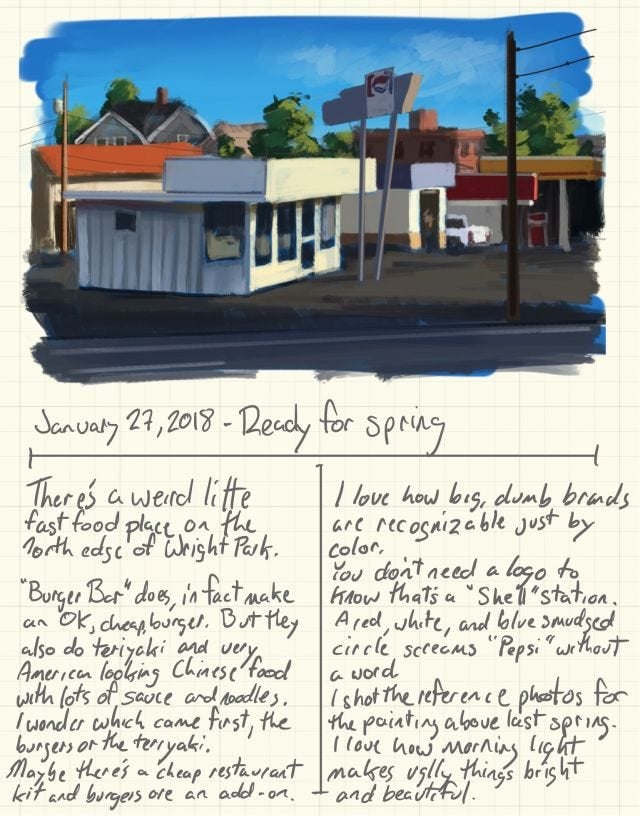 January 27, 2018 - Ready for spring
There's a weird litte
fast food place on the
north edge of Wright Park.
"Burger Bar" does, in fact make
an OK, cheap, burger. But they
also do teriyaki and very
American looking Chinese food
with lots of sauce and noodles.
I wonder which came first, the
burgers or the terryaki.
Maybe there's a cheap restaurant
kit and burgers are an add-on.
I love how big, dumb brands
are recognizable just by
color.
You don't need a logo to
know that's a "Shell" station.
A red, white, and blue smudged
circle screams "Pepsi" without
a word
I shot the reference photos for
the painting above last spring.
I love how morning light
makes uglly things bright
and beautiful.